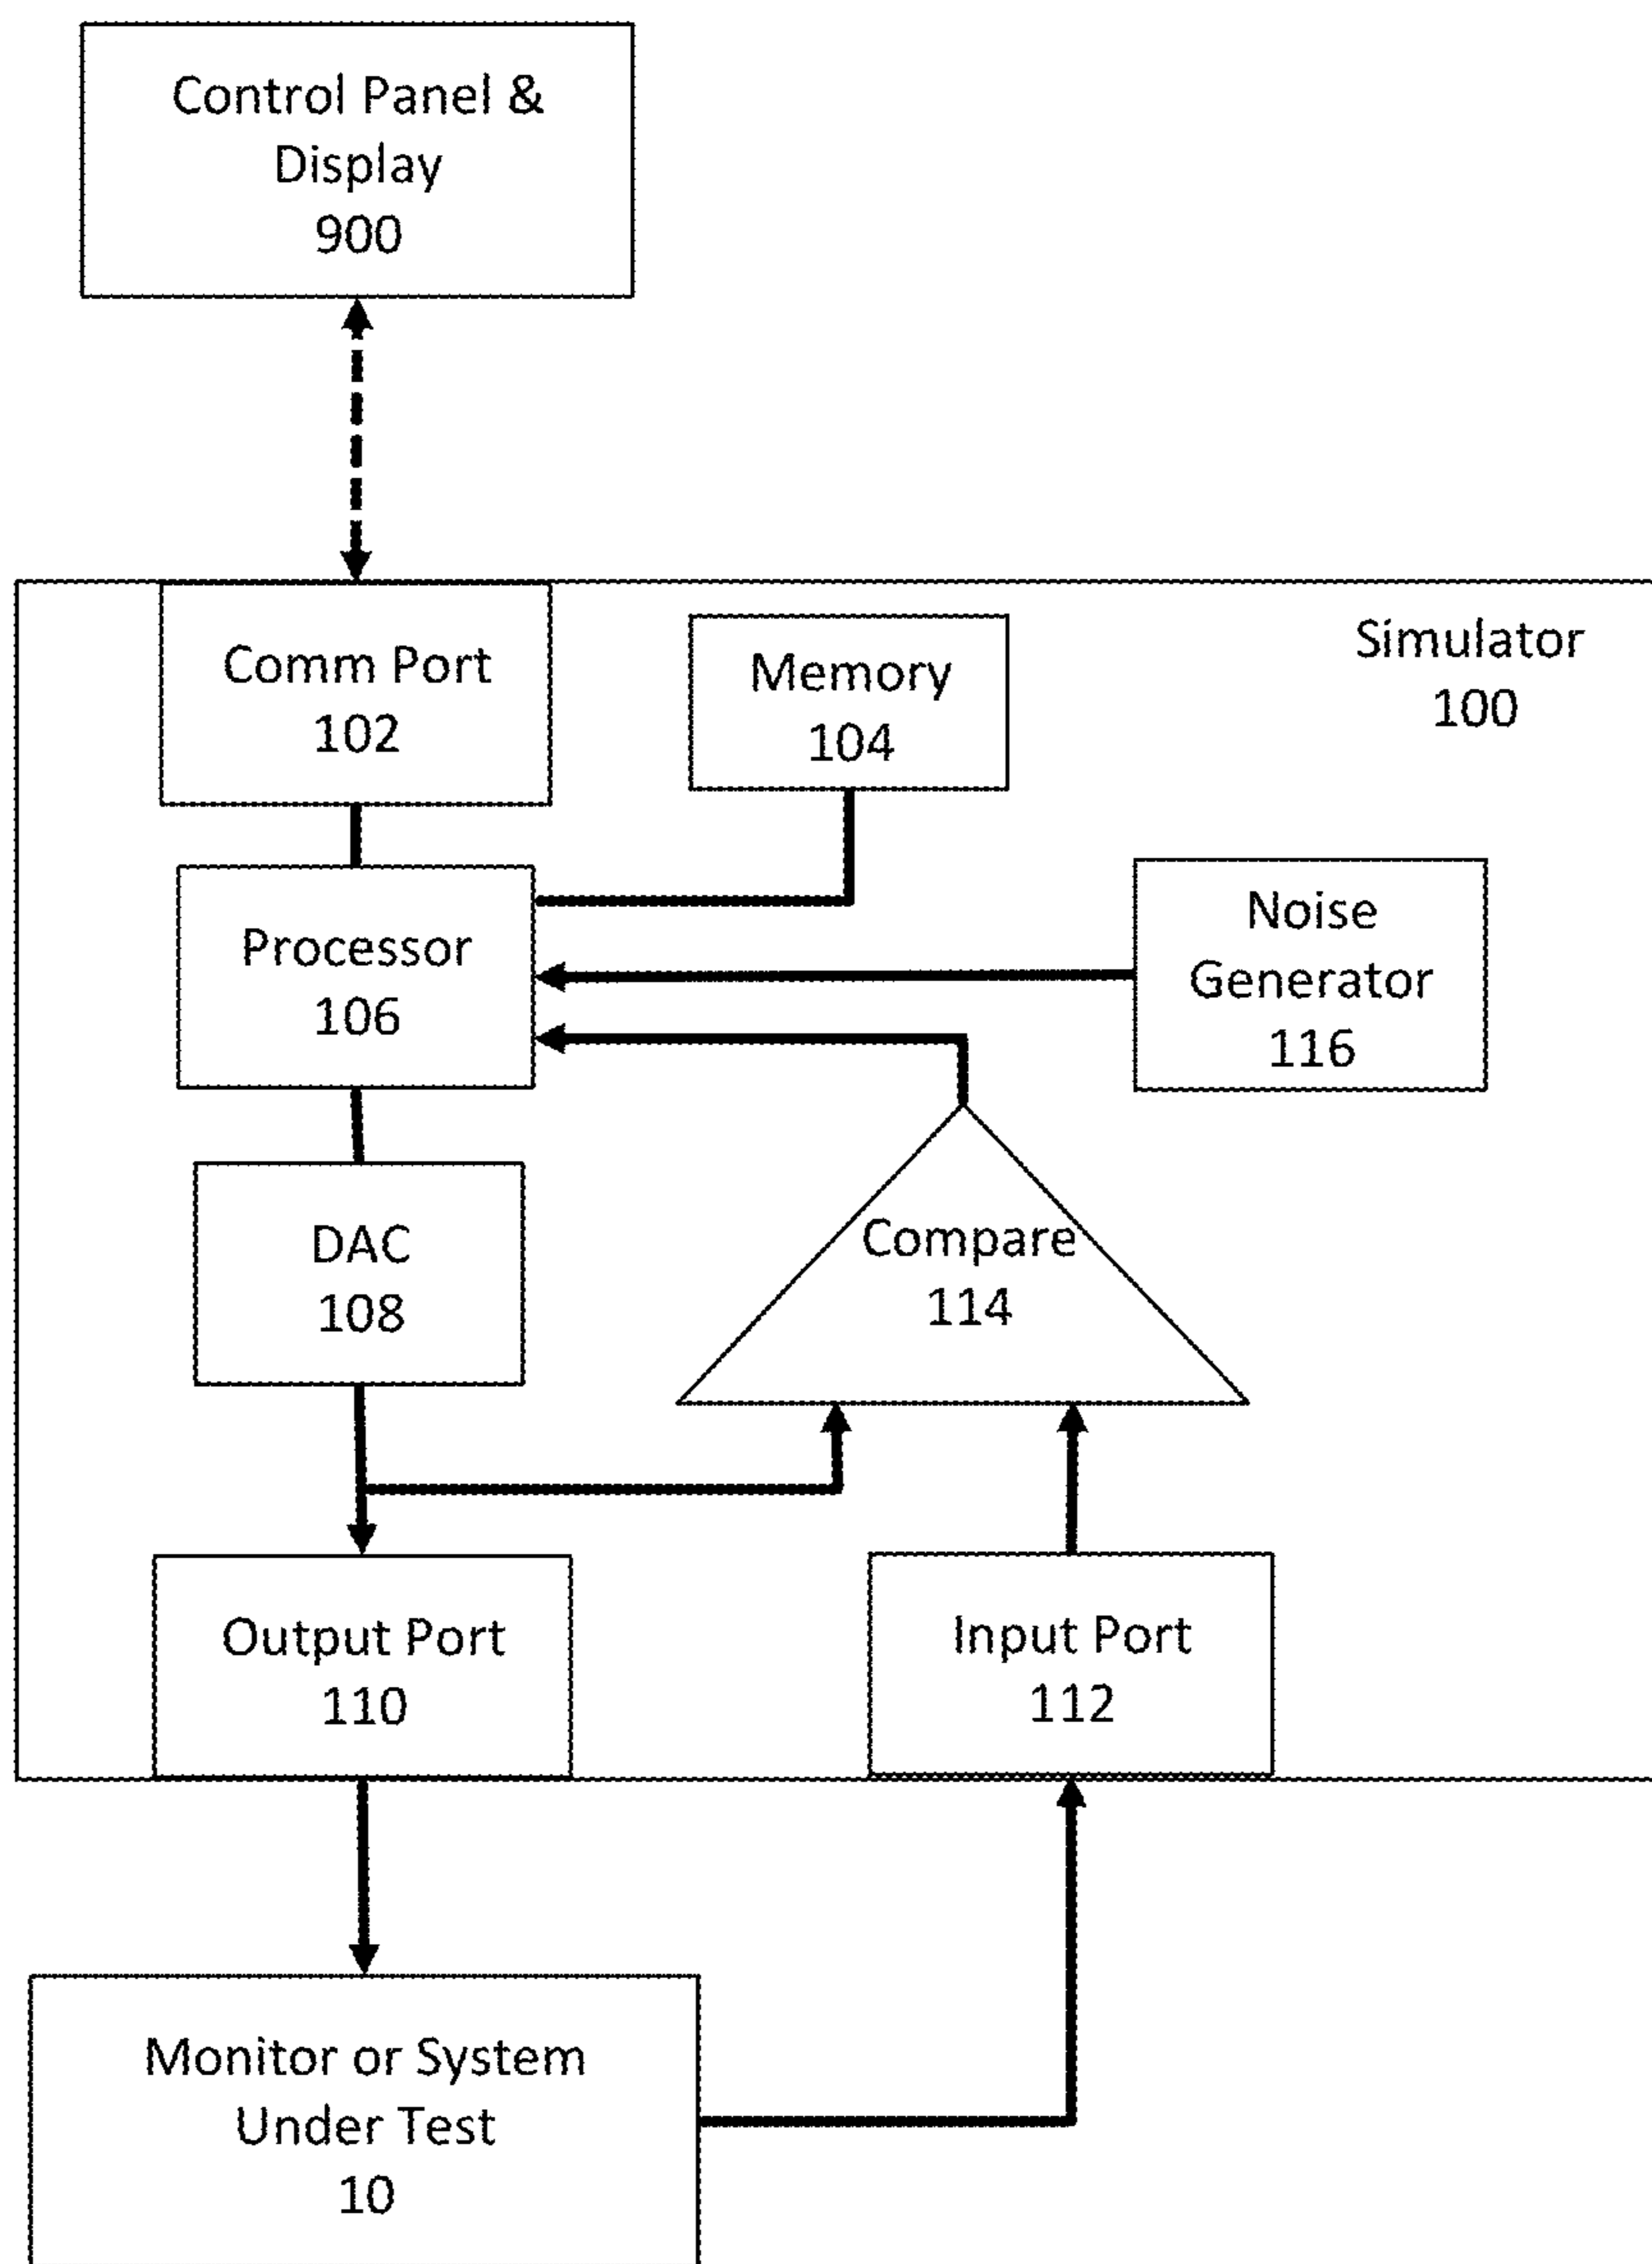 Control Panel &
Display
900
Comm Port
102
Memory
104
Simulator
100
Processor
106
Noise
Generator
116
DAC
108
Compare
114
Output Port
110
Input Port
112
Monitor or System
Under Test
10